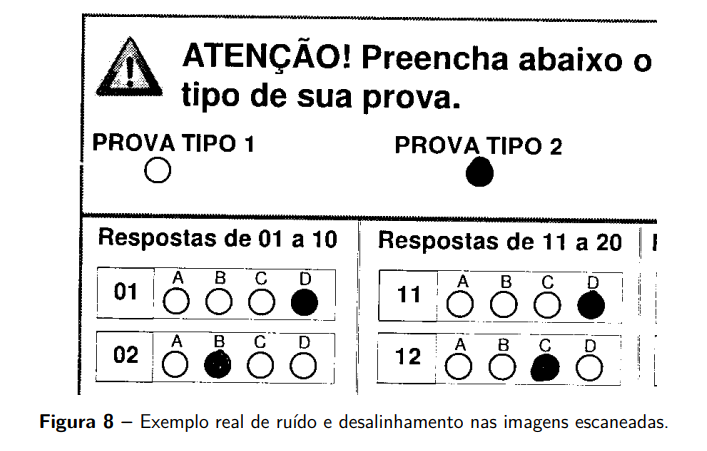 ATENÇÃO! Preencha abaixo o
tipo de sua prova.
PROVA TIPO 1 PROVA TIPO 2
Respostas de 01 a 10 Respostas de 11 a 20
A B C D A B C D
01 11
A B C D A B C D
02 12
Figura 8 – Exemplo real de ruído e desalinhamento nas imagens escaneadas.